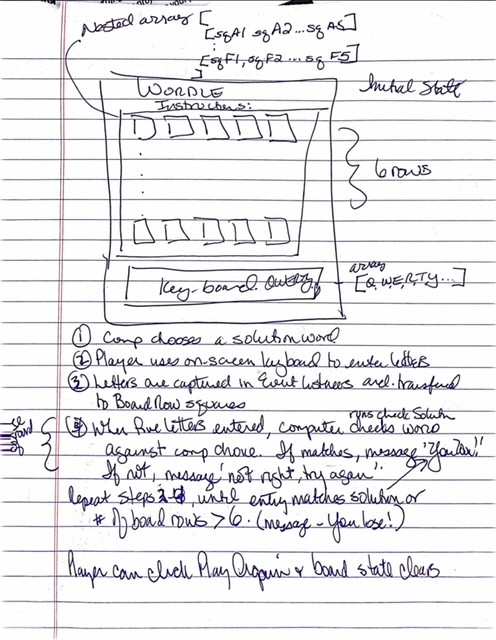 Nested array [
[sqA1 sqA2 ... sqA5]
[sqF1, sqF2 ... sq F5]
]
WORDLE
Initial State
Instructions:
6 rows
Key-board QWERTY
array
[Q,W,E,R,T,Y...]
① Comp chooses a solution word
② Player uses on-screen keyboard to enter letters
③ Letters are captured in Event listeners and transferred
to Board Row squares
runs check Solution
④ When five letters entered, computer checks word
against comp choice. If matches, message "You Won!"
If not, message 'not right, try again'.
Repeat steps 2-4, until entry matches solution or
# of board rows > 6. (message - You lose!)
Player can click Play Again & board state clears